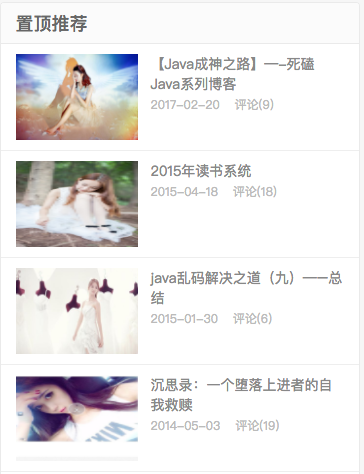 置顶推荐
【Java成神之路】—–死磕
Java系列博客
2017-02-20 评论(9)
2015年读书系统
2015-04-18 评论(18)
java乱码解决之道（九）—–总
结
2015-01-30 评论(6)
沉思录：一个堕落上进者的自
我救赎
2014-05-03 评论(19)